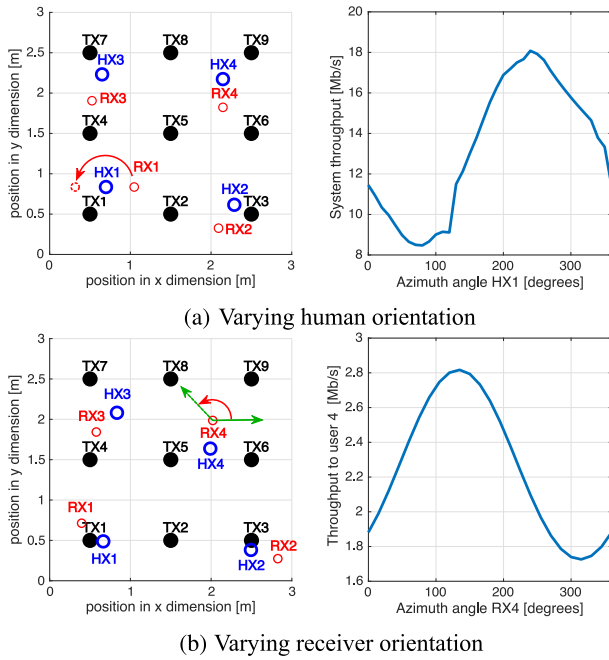 3
2.5
2
1.5
1
0.5
0
0 1 2 3
position in y dimension [m]
position in x dimension [m]
TX7 TX8 TX9
HX3 HX4
RX3 RX4
TX4 TX5 TX6
HX1 RX1
HX2
TX1 TX2 TX3
RX2
18
16
14
12
10
8
0 100 200 300
System throughput [Mb/s]
Azimuth angle HX1 [degrees]
(a) Varying human orientation
3
2.5
2
1.5
1
0.5
0
0 1 2 3
position in y dimension [m]
position in x dimension [m]
TX7 TX8 TX9
HX3
RX3 RX4
TX4 TX5 TX6
HX4
RX1
TX1 TX2 TX3
HX1 RX2
HX2
3
2.8
2.6
2.4
2.2
2
1.8
1.6
0 100 200 300
Throughput to user 4 [Mb/s]
Azimuth angle RX4 [degrees]
(b) Varying receiver orientation